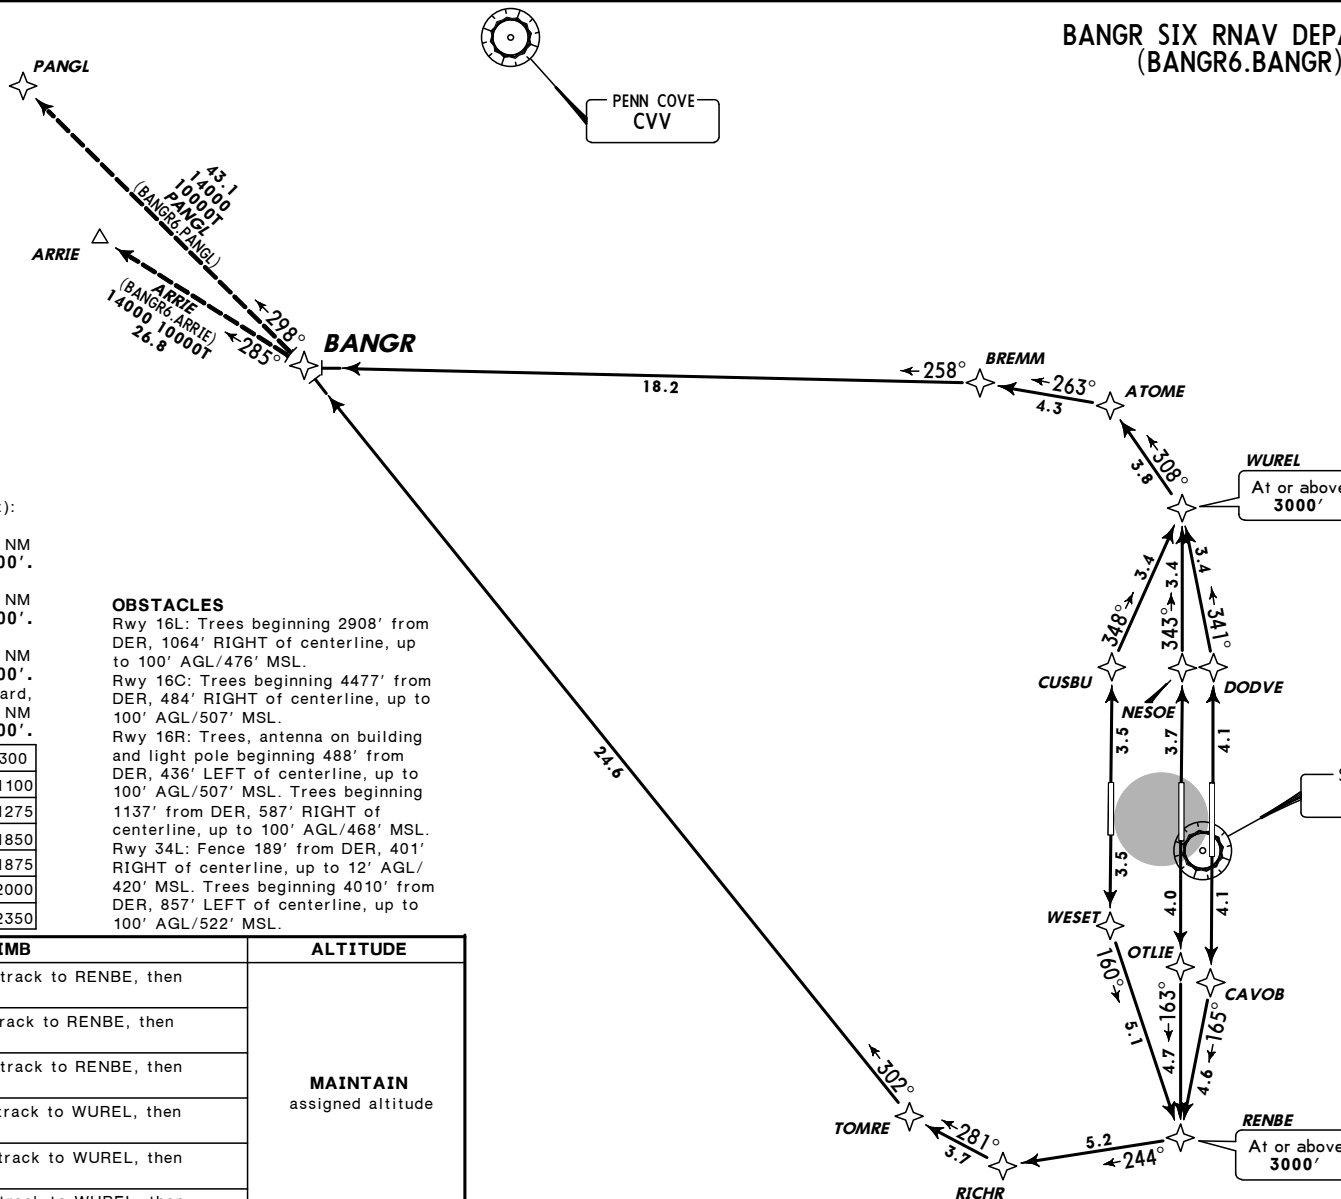 BANGR SIX RNAV
(BANGR6.BANGR)
PANGL
PENN COVE
CVV
43.1
14000
10000T
PANGL
(BANGR6.PANGL)
ARRIE
ARRIE
(BANGR6.ARRIE)
14000 10000T
26.8
298°
285°
BANGR
18.2
258°
BREMM
263°
4.3
ATOME
308°
3.8
WUREL
At or above
3000'
3.4
3.4
3.4
348°
343°
341°
CUSBU
NESOE
DODVE
3.5
3.7
4.1
24.6
):
NM
00'.
NM
00'.
NM
00'.
NM
00'.
300
OBSTACLES
Rwy 16L: Trees beginning 2908' from
DER, 1064' RIGHT of centerline, up
to 100' AGL/476' MSL.
Rwy 16C: Trees beginning 4477' from
DER, 484' RIGHT of centerline, up to
100' AGL/507' MSL.
Rwy 16R: Trees, antenna on building
and light pole beginning 488' from
DER, 436' LEFT of centerline, up to
100' AGL/507' MSL. Trees beginning
1137' from DER, 587' RIGHT of
centerline, up to 100' AGL/468' MSL.
Rwy 34L: Fence 189' from DER, 401'
RIGHT of centerline, up to 12' AGL/
420' MSL. Trees beginning 4010' from
DER, 857' LEFT of centerline, up to
100' AGL/522' MSL.
3.5
4.0
4.1
WESET
OTLIE
CAVOB
160°
163°
165°
5.1
4.7
4.6
RENBE
At or above
3000'
5.2
244°
RICHR
281°
3.7
TOMRE
302°
ALTITUDE
track to RENBE, then
track to RENBE, then
track to RENBE, then
track to WUREL, then
track to WUREL, then
MAINTAIN
assigned altitude